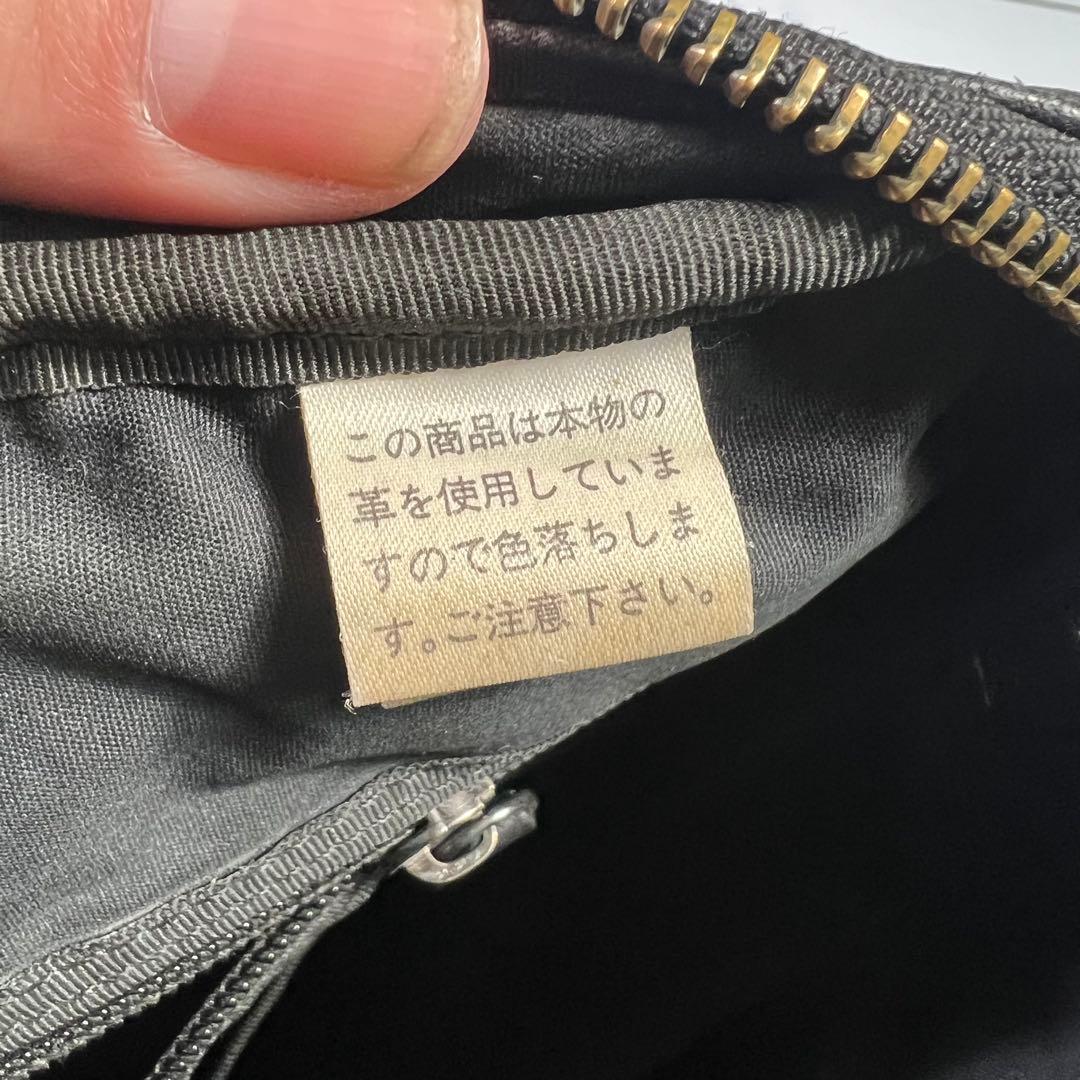 この商品は本物の
革を使用していま
すので色落ちしま
す。ご注意下さい。